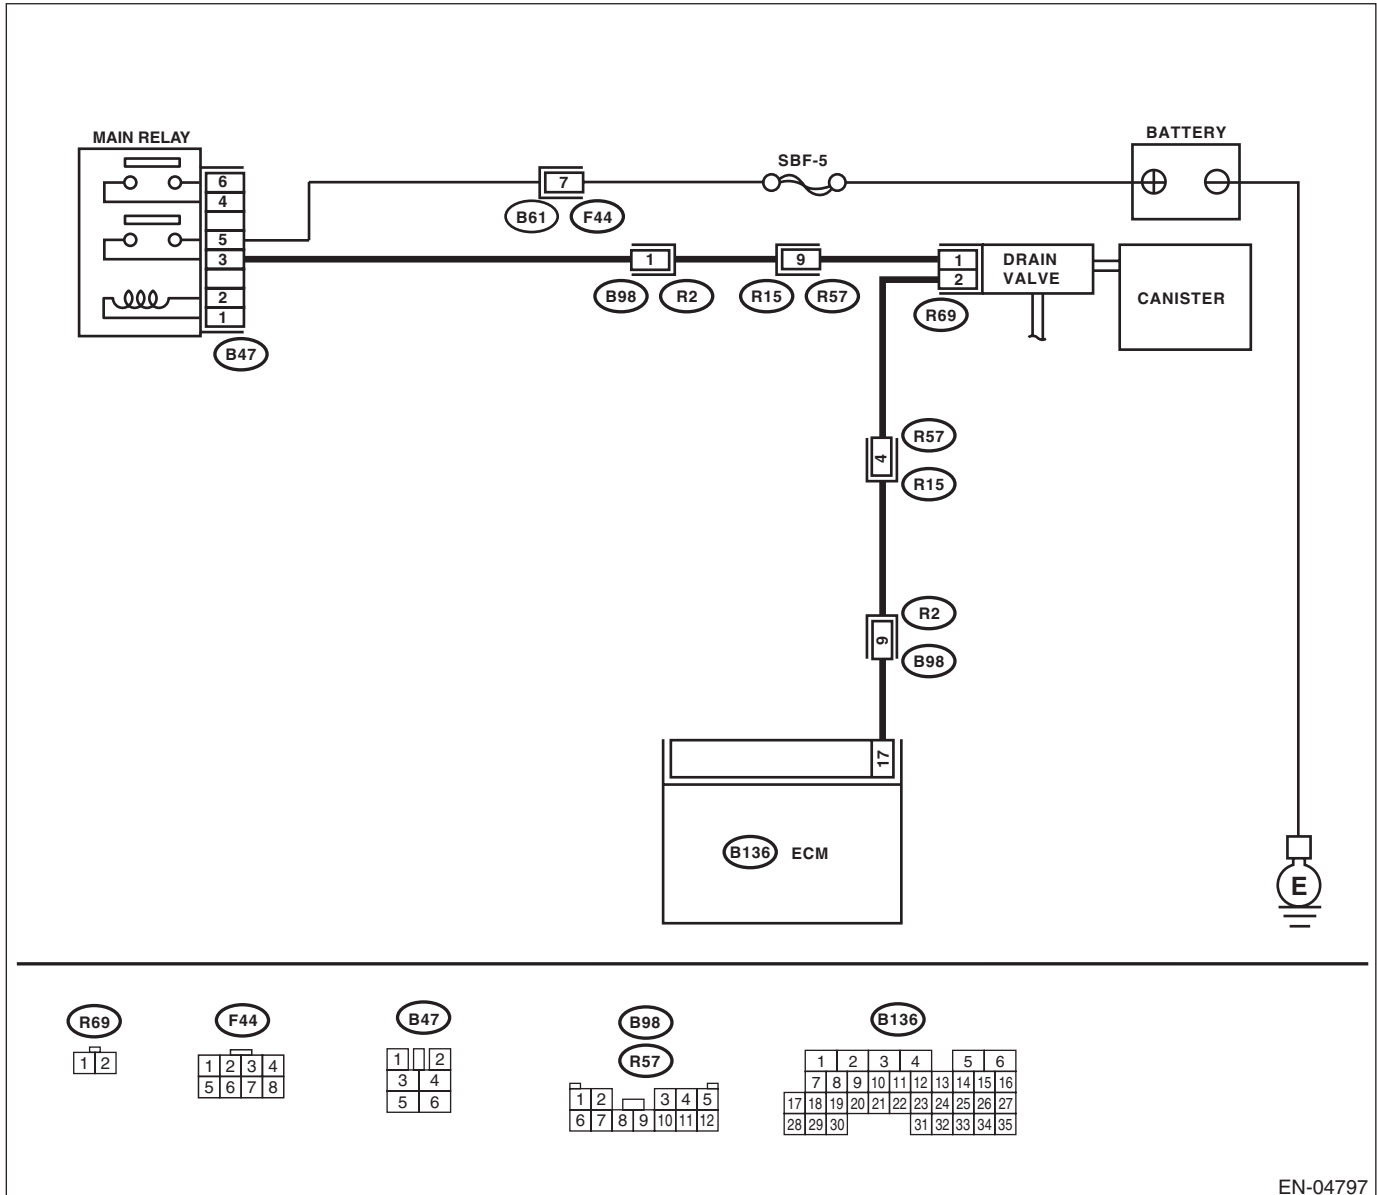 MAIN RELAY
6
4
5
3
2
1
B47
7
B61
F44
SBF-5
BATTERY
1
B98
R2
9
R15
R57
1
2
R69
DRAIN
VALVE
CANISTER
4
R57
R15
9
R2
B98
17
B136
ECM
E
R69
1 2
F44
1 2 3 4
5 6 7 8
B47
1 2
3 4
5 6
B98
R57
1 2 3 4 5
6 7 8 9 10 11 12
B136
1 2 3 4 5 6
7 8 9 10 11 12 13 14 15 16
17 18 19 20 21 22 23 24 25 26 27
28 29 30 31 32 33 34 35
EN-04797